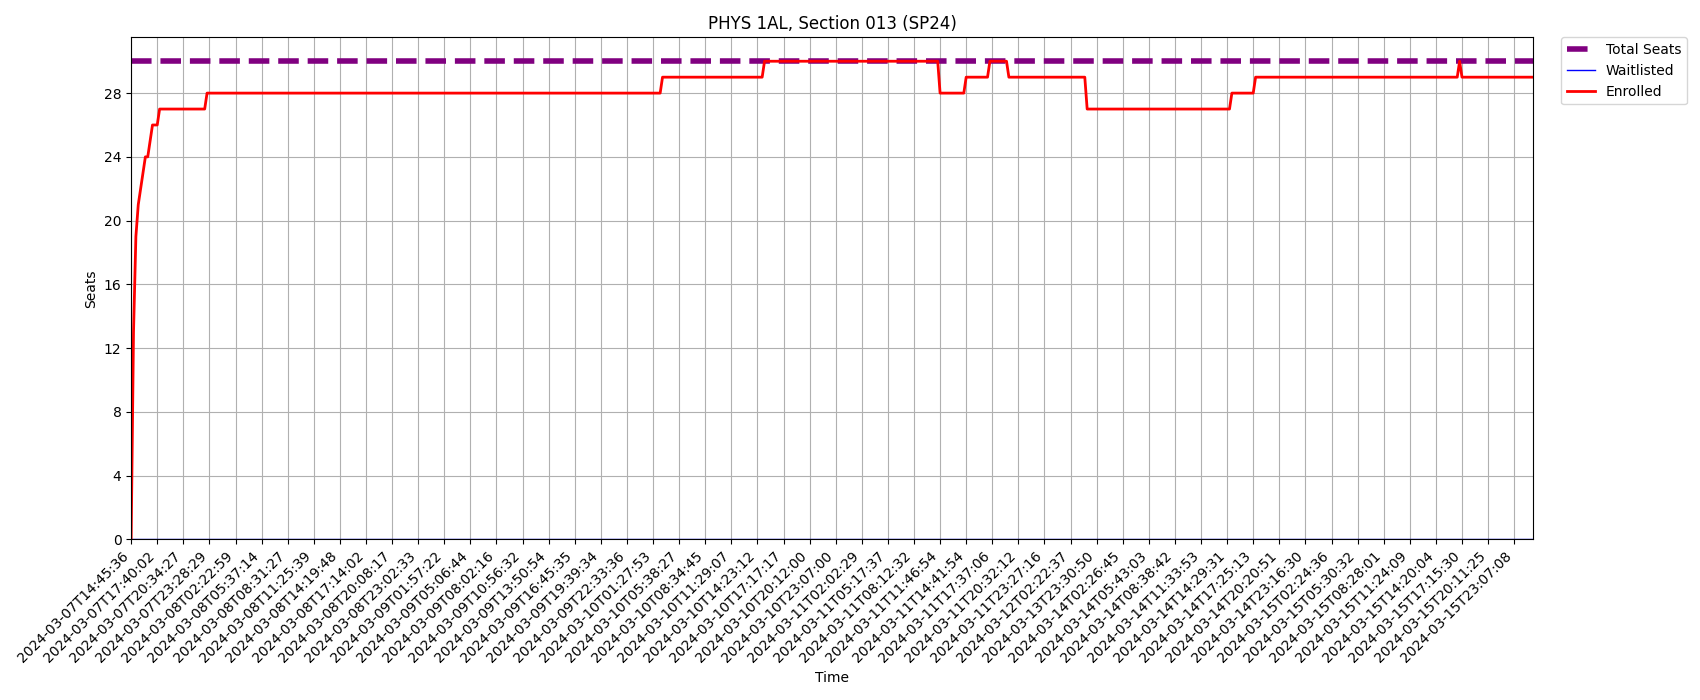 PHYS 1AL, Section 013 (SP24)
Total Seats
Waitlisted
Enrolled
Seats
28
24
20
16
12
8
4
0
2024-03-07T14:45:36
2024-03-07T17:40:02
2024-03-07T20:34:27
2024-03-07T23:28:29
2024-03-08T02:22:59
2024-03-08T05:37:14
2024-03-08T08:31:27
2024-03-08T11:25:39
2024-03-08T14:19:48
2024-03-08T17:14:02
2024-03-08T20:08:17
2024-03-08T23:02:33
2024-03-09T01:57:22
2024-03-09T05:06:44
2024-03-09T08:02:16
2024-03-09T10:56:32
2024-03-09T13:50:54
2024-03-09T16:45:35
2024-03-09T19:39:34
2024-03-09T22:33:36
2024-03-10T01:27:53
2024-03-10T05:38:27
2024-03-10T08:34:45
2024-03-10T11:29:07
2024-03-10T14:23:12
2024-03-10T17:17:17
2024-03-10T20:12:00
2024-03-10T23:07:00
2024-03-11T02:02:29
2024-03-11T05:17:37
2024-03-11T08:12:32
2024-03-11T11:46:54
2024-03-11T14:41:54
2024-03-11T17:37:06
2024-03-11T20:32:12
2024-03-11T23:27:16
2024-03-12T02:22:37
2024-03-13T23:30:50
2024-03-14T02:26:45
2024-03-14T05:43:03
2024-03-14T08:38:42
2024-03-14T11:33:53
2024-03-14T14:29:31
2024-03-14T17:25:13
2024-03-14T20:20:51
2024-03-14T23:16:30
2024-03-15T02:24:36
2024-03-15T05:30:32
2024-03-15T08:28:01
2024-03-15T11:24:09
2024-03-15T14:20:04
2024-03-15T17:15:30
2024-03-15T20:11:25
2024-03-15T23:07:08
Time